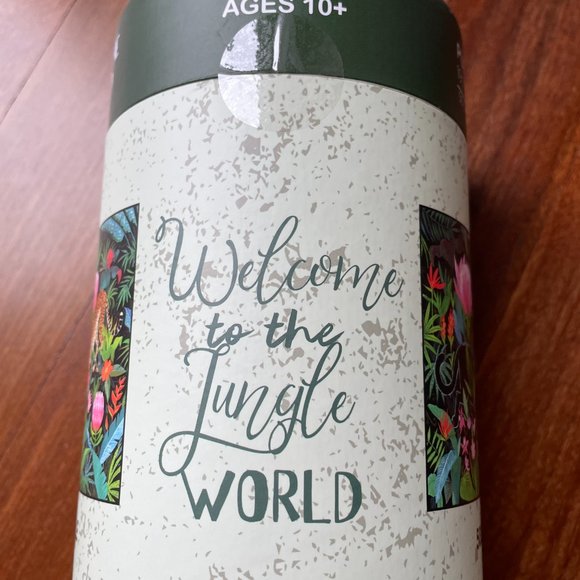 AGES 10+
Welcome
to the
Jungle
WORLD